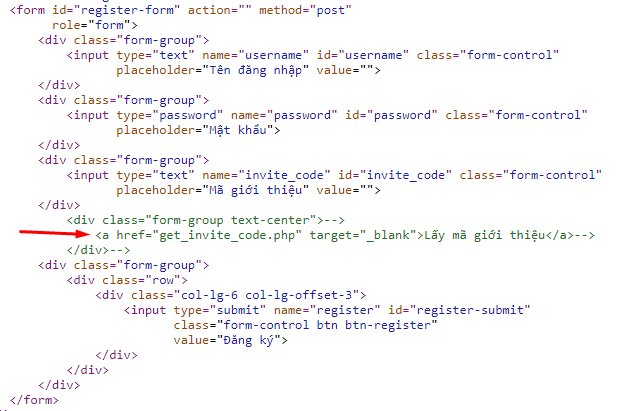 <form id="register-form" action="" method="post"
role="form">
<div class="form-group">
<input type="text" name="username" id="username" class="form-control"
placeholder="Tên đăng nhập" value="">
</div>
<div class="form-group">
<input type="password" name="password" id="password" class="form-control"
placeholder="Mật khẩu">
</div>
<div class="form-group">
<input type="text" name="invite_code" id="invite_code" class="form-control"
placeholder="Mã giới thiệu" value="">
</div>
<div class="form-group text-center">-->
<a href="get_invite_code.php" target="_blank">Lấy mã giới thiệu</a>-->
</div>-->
<div class="form-group">
<div class="row">
<div class="col-lg-6 col-lg-offset-3">
<input type="submit" name="register" id="register-submit"
class="form-control btn btn-register"
value="Đăng ký">
</div>
</div>
</div>
</form>